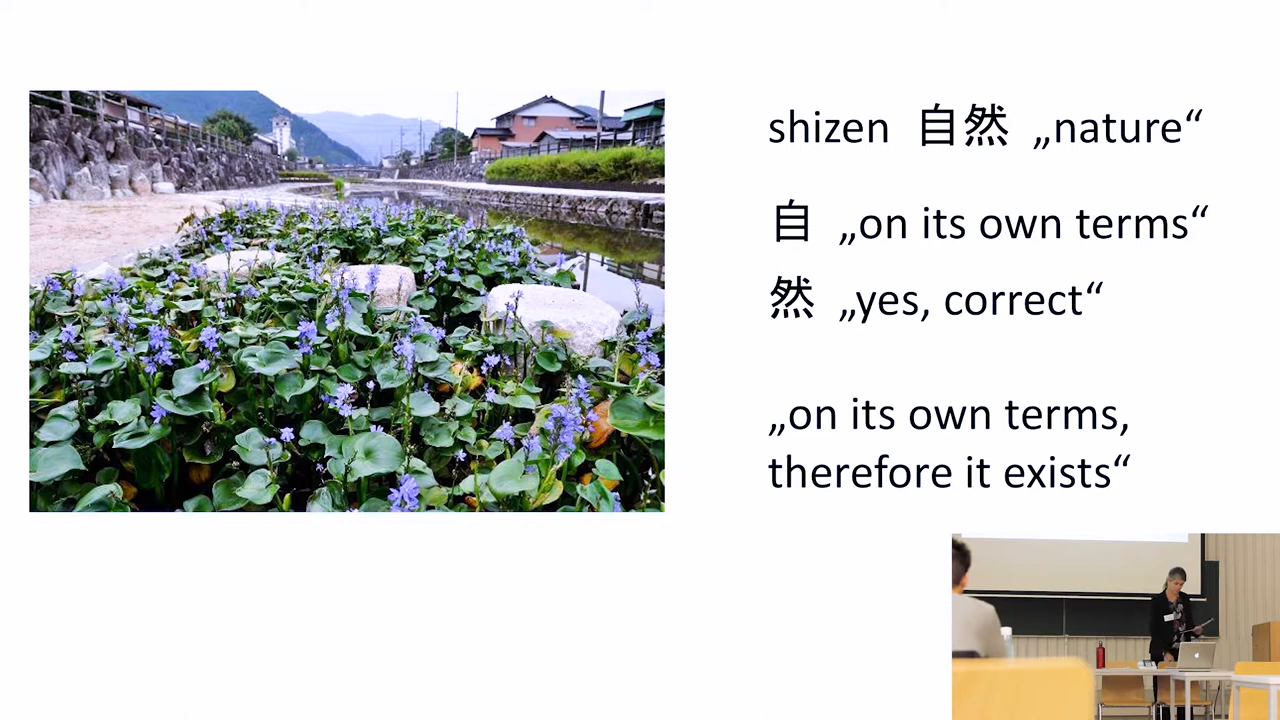 shizen 自然 „nature“
自 „on its own terms“
然 „yes, correct“
„on its own terms,
therefore it exists“